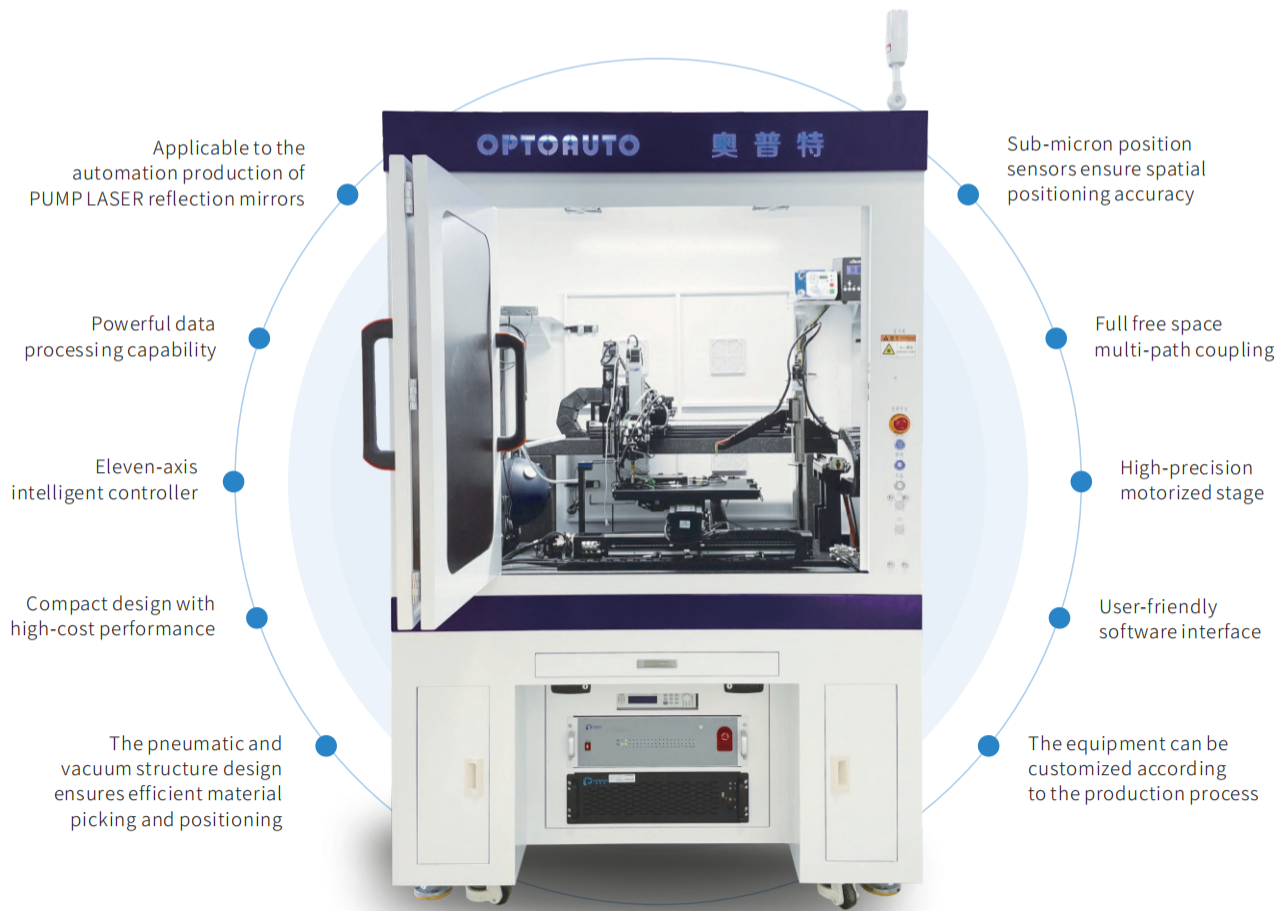 OPTOAUTO 奥普特
Applicable to the
automation production of
PUMP LASER reflection mirrors
Powerful data
processing capability
Eleven-axis
intelligent controller
Compact design with
high-cost performance
The pneumatic and
vacuum structure design
ensures efficient material
picking and positioning
Sub-micron position
sensors ensure spatial
positioning accuracy
Full free space
multi-path coupling
High-precision
motorized stage
User-friendly
software interface
The equipment can be
customized according
to the production process